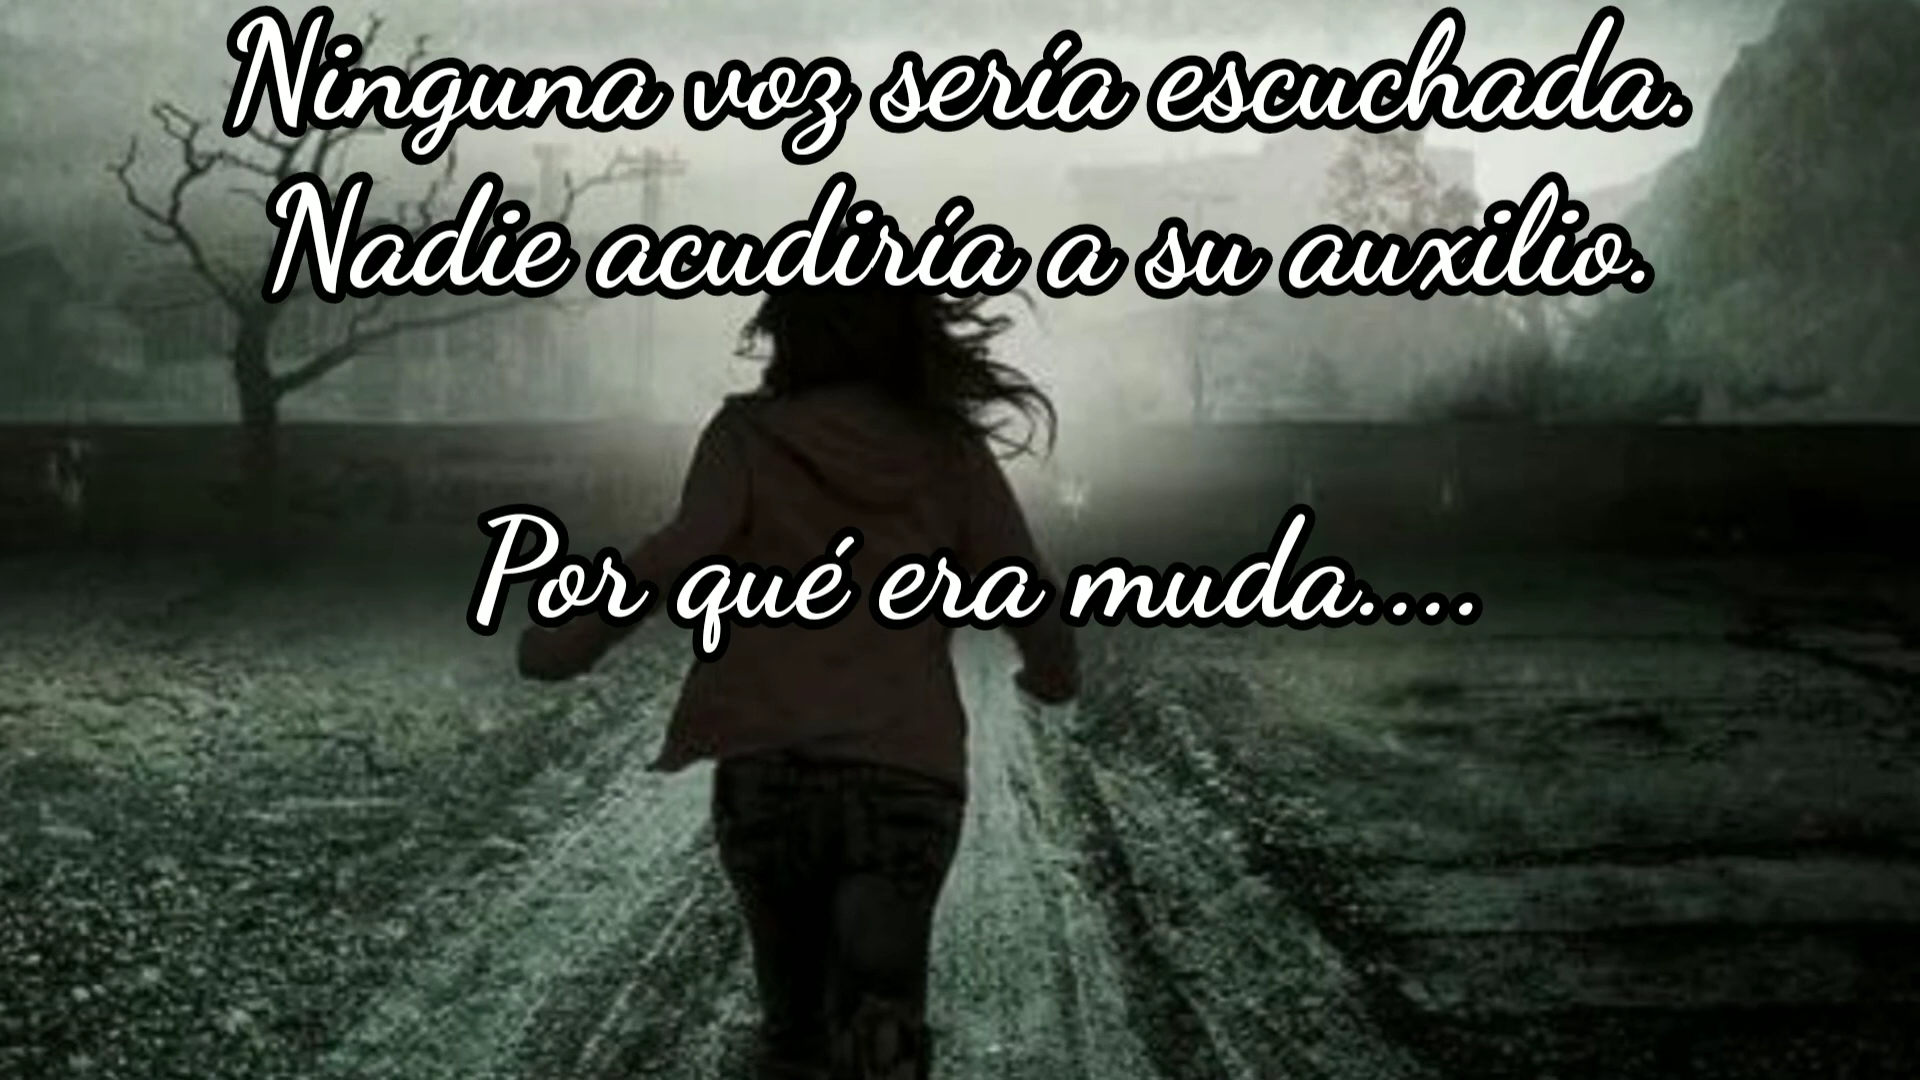 Ninguna voz sería escuchada.
Nadie acudiría a su auxilio.
Por qué era muda....